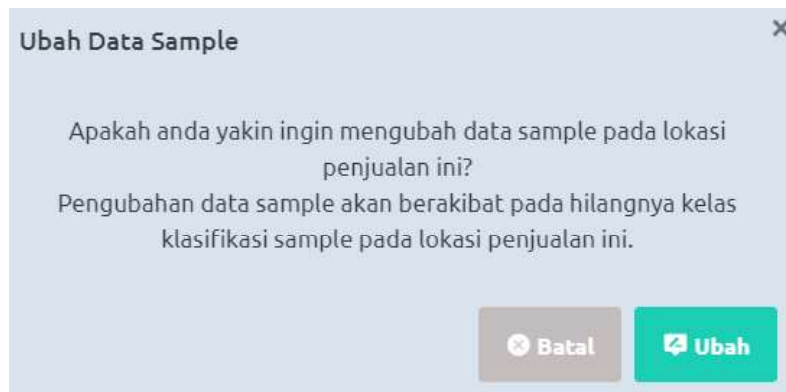 Ubah Data Sample
Apakah anda yakin ingin mengubah data sample pada lokasi
penjualan ini?
Pengubahan data sample akan berakibat pada hilangnya kelas
klasifikasi sample pada lokasi penjualan ini.
Batal
Ubah